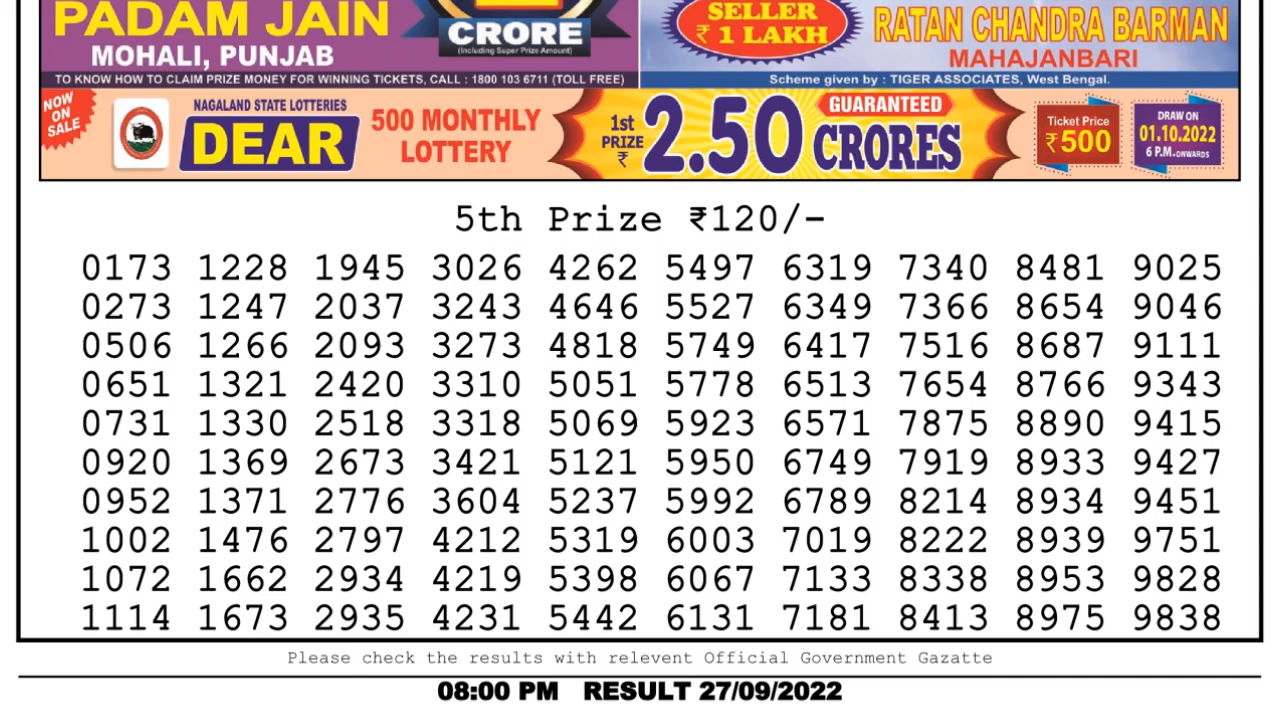 PADAM JAIN
MOHALI, PUNJAB
CRORE
(Including Super Prize Amount)
TO KNOW HOW TO CLAIM PRIZE MONEY FOR WINNING TICKETS, CALL : 1800 103 6711 (TOLL FREE)
SELLER
₹ 1 LAKH
RATAN CHANDRA BARMAN
MAHAJANBARI
Scheme given by : TIGER ASSOCIATES, West Bengal.
NOW
ON
SALE
NAGALAND STATE LOTTERIES
DEAR
500 MONTHLY
LOTTERY
1st
PRIZE
₹
2.50
GUARANTEED
CRORES
Ticket Price
₹500
DRAW ON
01.10.2022
6 P.M. ONWARDS
5th Prize ₹120/-
0173 1228 1945 3026 4262 5497 6319 7340 8481 9025
0273 1247 2037 3243 4646 5527 6349 7366 8654 9046
0506 1266 2093 3273 4818 5749 6417 7516 8687 9111
0651 1321 2420 3310 5051 5778 6513 7654 8766 9343
0731 1330 2518 3318 5069 5923 6571 7875 8890 9415
0920 1369 2673 3421 5121 5950 6749 7919 8933 9427
0952 1371 2776 3604 5237 5992 6789 8214 8934 9451
1002 1476 2797 4212 5319 6003 7019 8222 8939 9751
1072 1662 2934 4219 5398 6067 7133 8338 8953 9828
1114 1673 2935 4231 5442 6131 7181 8413 8975 9838
Please check the results with relevent Official Government Gazatte
08:00 PM RESULT 27/09/2022